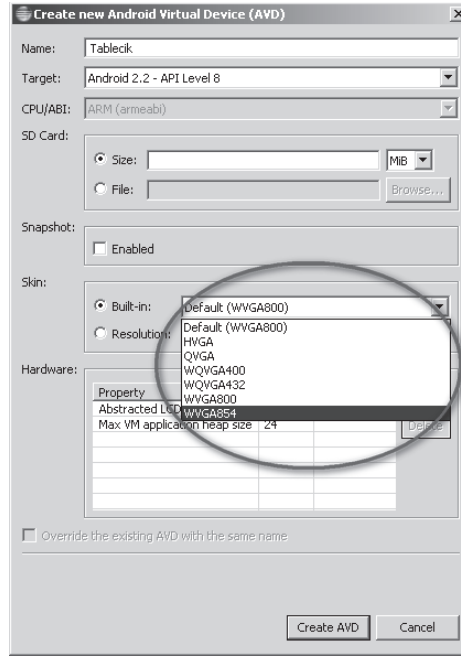 Create new Android Virtual Device (AVD)
Name: Tablecik
Target: Android 2.2 - API Level 8
CPU/ABI: ARM (armeabi)
SD Card:
Size: MiB
File: Browse...
Snapshot:
Enabled
Skin:
Built-in: Default (WVGA800)
Resolution:
Default (WVGA800)
HVGA
QVGA
WQVGA400
WQVGA432
WVGA800
WVGA854
Hardware:
Property
Abstracted LCD
Max VM application heap size 24
Delete
Override the existing AVD with the same name
Create AVD Cancel